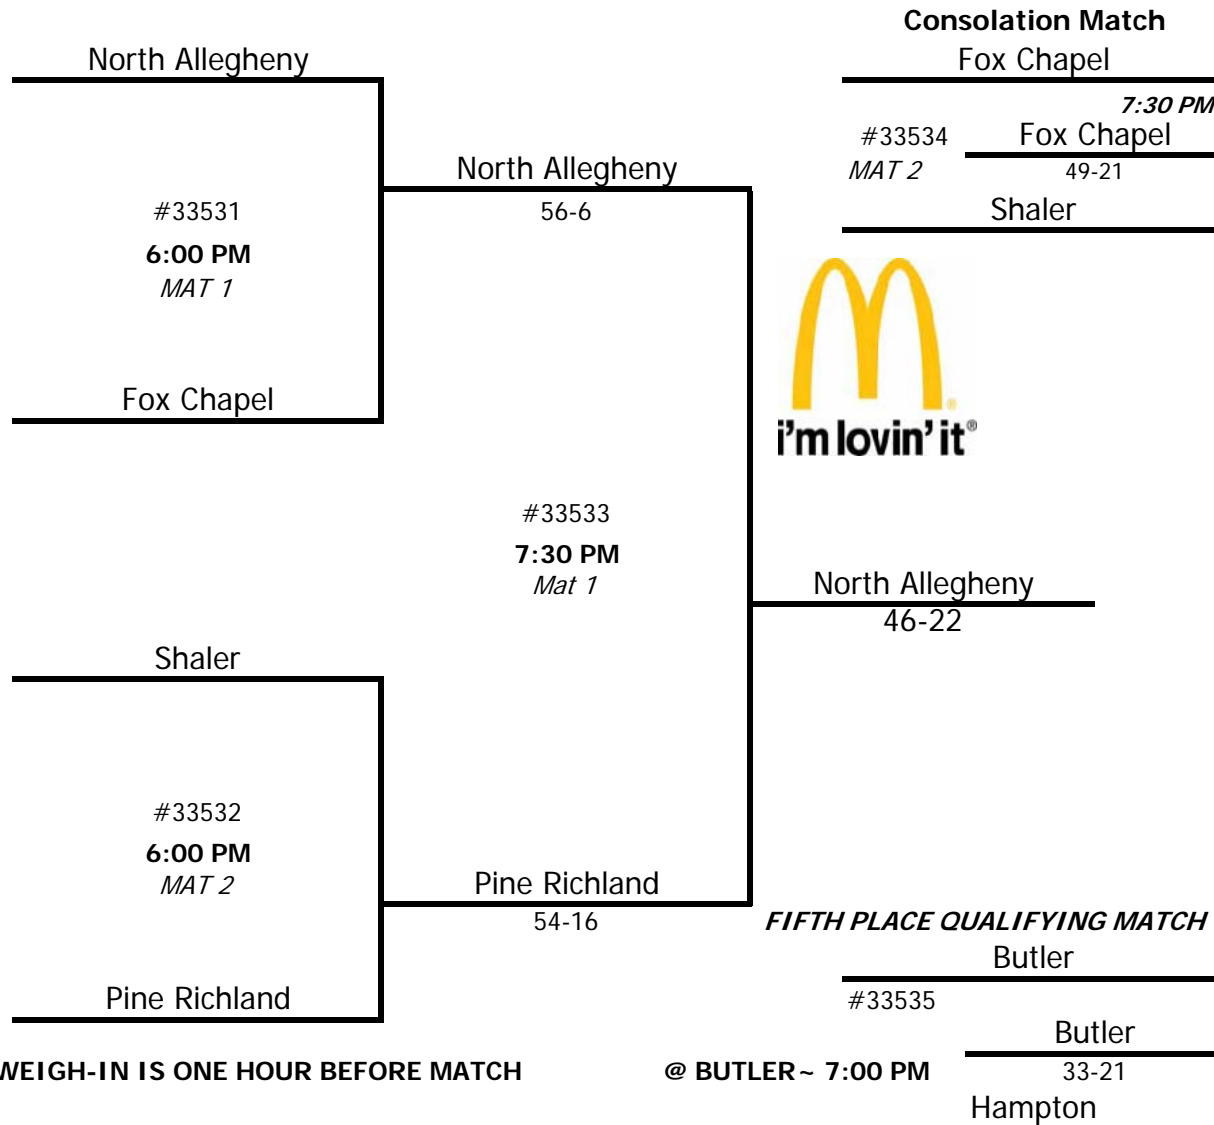 Consolation Match
North Allegheny
Fox Chapel
7:30 PM
#33534
Fox Chapel
North Allegheny
MAT 2
49-21
#33531
56-6
Shaler
6:00 PM
MAT 1
Fox Chapel
i'm lovin' it®
#33533
7:30 PM
Mat 1
North Allegheny
46-22
Shaler
#33532
6:00 PM
MAT 2
Pine Richland
54-16
FIFTH PLACE QUALIFYING MATCH
Butler
Pine Richland
#33535
Butler
WEIGH-IN IS ONE HOUR BEFORE MATCH
@ BUTLER ~ 7:00 PM
33-21
Hampton